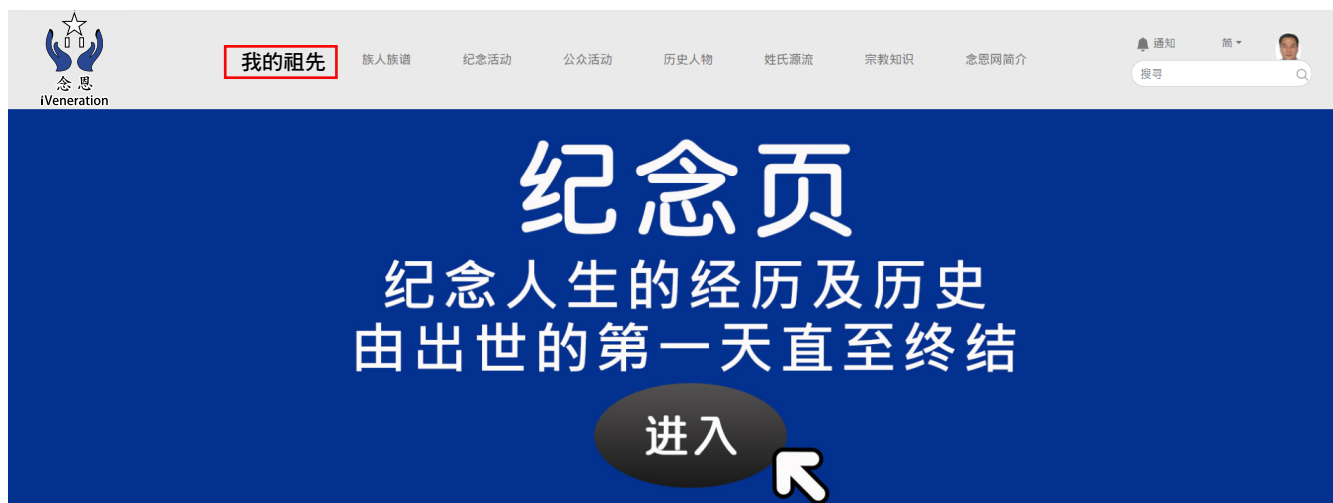 念恩
iVeneration
我的祖先
族人族谱
纪念活动
公众活动
历史人物
姓氏源流
宗教知识
念恩网简介
通知
简
搜寻
纪念页
纪念人生的经历及历史
由出世的第一天直至终结
进入